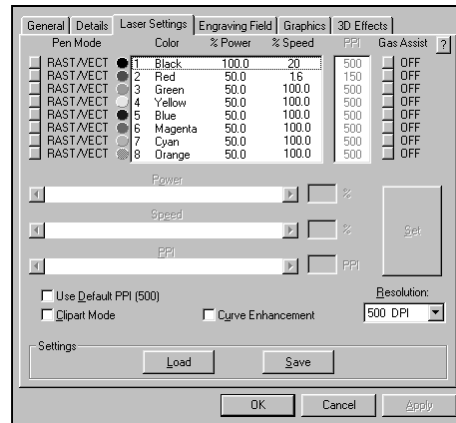 General Details Laser Settings Engraving Field Graphics 3D Effects
Pen Mode Color % Power % Speed PPI Gas Assist ?
RAST/VECT 1 Black 100.0 20 500 OFF
RAST/VECT 2 Red 50.0 1.6 150 OFF
RAST/VECT 3 Green 50.0 100.0 500 OFF
RAST/VECT 4 Yellow 50.0 100.0 500 OFF
RAST/VECT 5 Blue 50.0 100.0 500 OFF
RAST/VECT 6 Magenta 50.0 100.0 500 OFF
RAST/VECT 7 Cyan 50.0 100.0 500 OFF
RAST/VECT 8 Orange 50.0 100.0 500 OFF
Power
%
Speed
% Set
PPI
PPI
Use Default PPI (500) Resolution:
Clipart Mode Curve Enhancement 500 DPI
Settings
Load Save
OK Cancel Apply